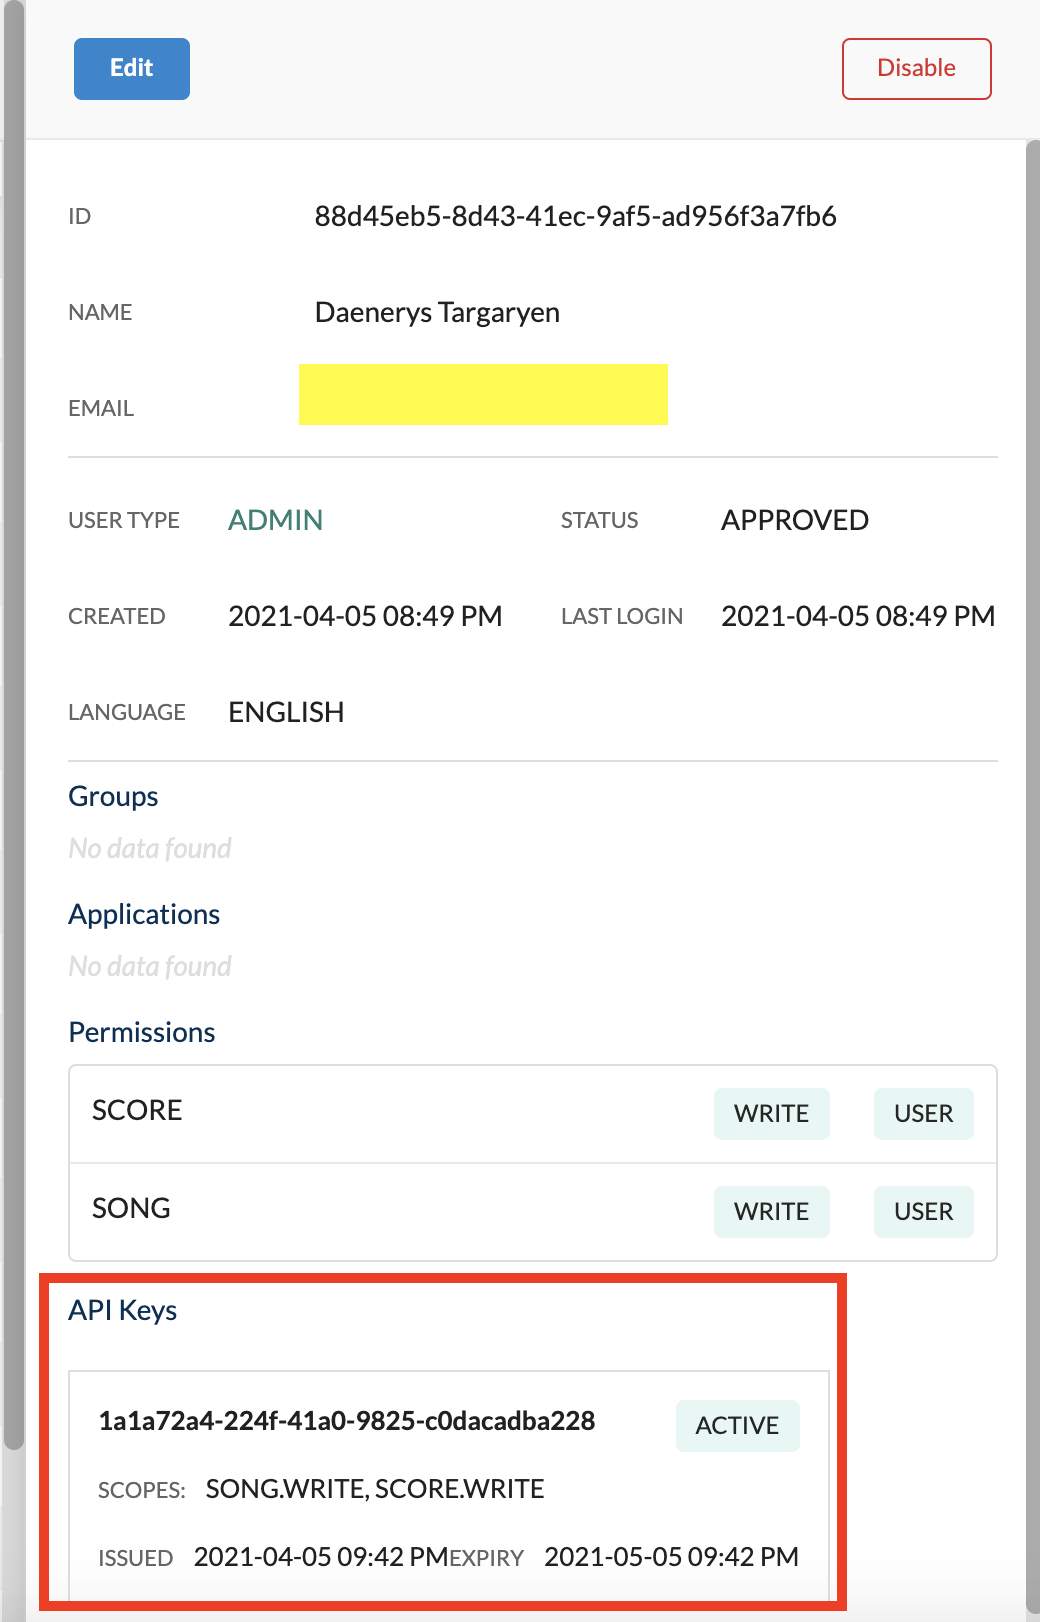 Edit
Disable
ID 88d45eb5-8d43-41ec-9af5-ad956f3a7fb6
NAME Daenerys Targaryen
EMAIL
USER TYPE ADMIN STATUS APPROVED
CREATED 2021-04-05 08:49 PM LAST LOGIN 2021-04-05 08:49 PM
LANGUAGE ENGLISH
Groups
No data found
Applications
No data found
Permissions
SCORE WRITE USER
SONG WRITE USER
API Keys
1a1a72a4-224f-41a0-9825-c0dacadba228 ACTIVE
SCOPES: SONG.WRITE, SCORE.WRITE
ISSUED 2021-04-05 09:42 PM EXPIRY 2021-05-05 09:42 PM